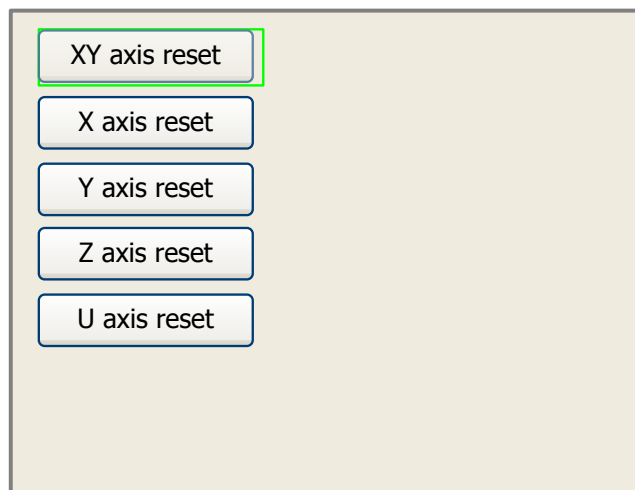 XY axis reset
X axis reset
Y axis reset
Z axis reset
U axis reset